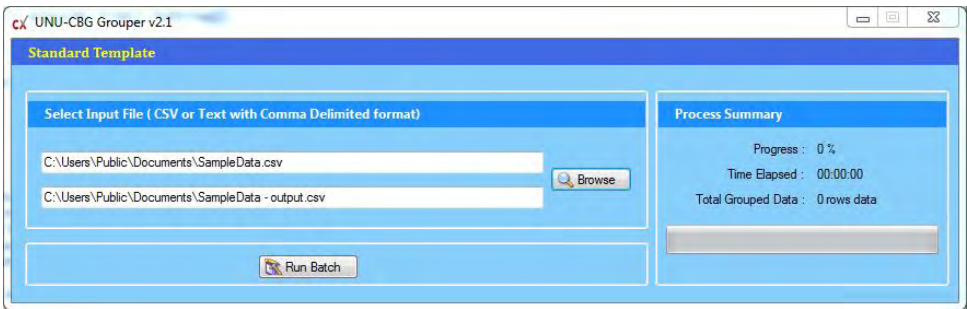 UNU-CBG Grouper v2.1
Standard Template
Select Input File ( CSV or Text with Comma Delimited format)
C:\Users\Public\Documents\SampleData.csv
Browse
C:\Users\Public\Documents\SampleData - output.csv
Run Batch
Process Summary
Progress : 0 %
Time Elapsed : 00:00:00
Total Grouped Data : 0 rows data